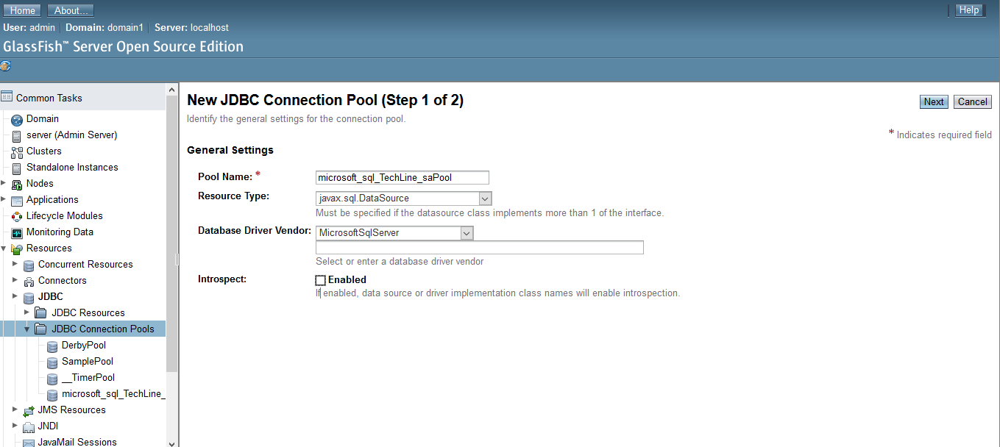 Home About... Help
User: admin Domain: domain1 Server: localhost
GlassFish™ Server Open Source Edition
Common Tasks
Domain
server (Admin Server)
Clusters
Standalone Instances
Nodes
Applications
Lifecycle Modules
Monitoring Data
Resources
Concurrent Resources
Connectors
JDBC
JDBC Resources
JDBC Connection Pools
DerbyPool
SamplePool
__TimerPool
microsoft_sql_TechLine_
JMS Resources
JNDI
JavaMail Sessions
New JDBC Connection Pool (Step 1 of 2)
Next Cancel
Identify the general settings for the connection pool.
* Indicates required field
General Settings
Pool Name: * microsoft_sql_TechLine_saPool
Resource Type: javax.sql.DataSource
Must be specified if the datasource class implements more than 1 of the interface.
Database Driver Vendor: MicrosoftSqlServer
Select or enter a database driver vendor
Introspect: Enabled
If enabled, data source or driver implementation class names will enable introspection.